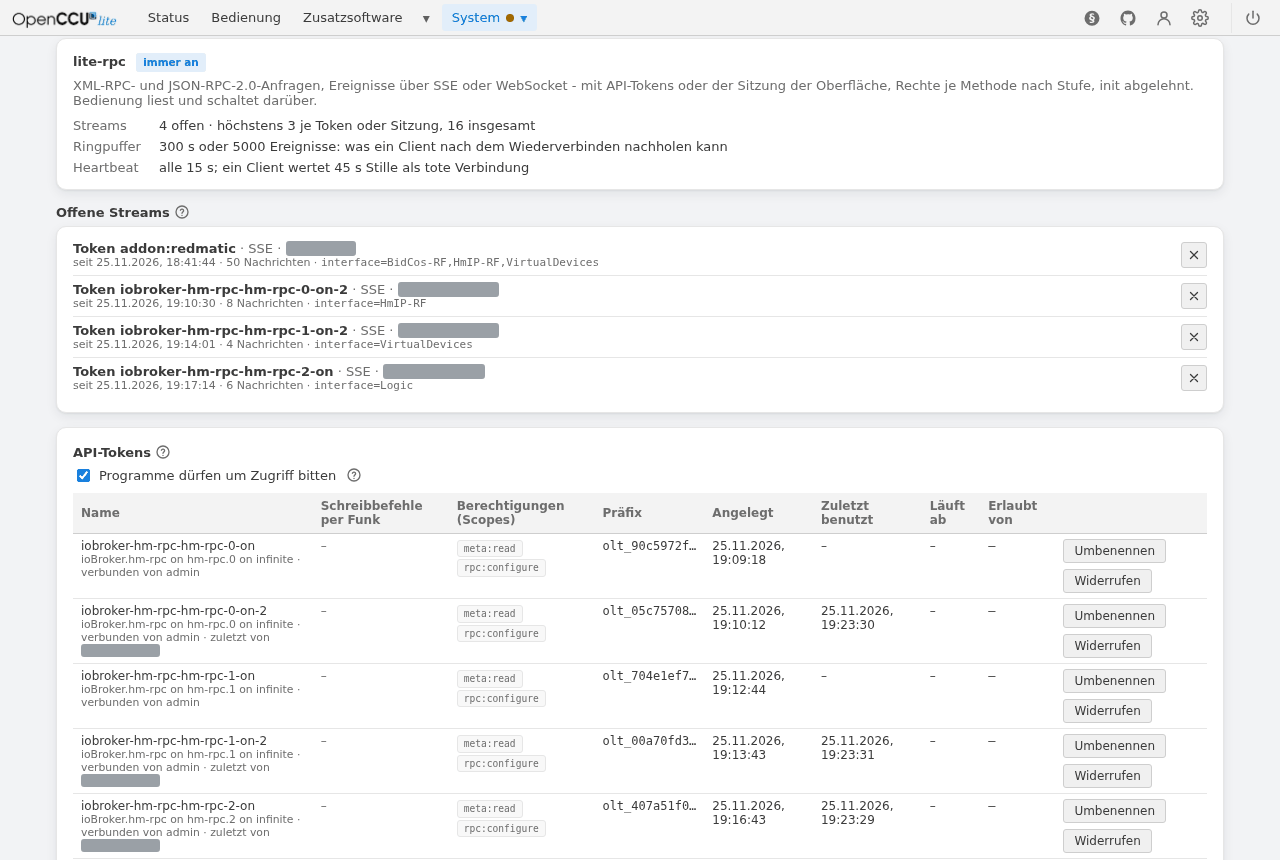 OpenCCU lite
Status Bedienung Zusatzsoftware ▾ System ▾
lite-rpc immer an
XML-RPC- und JSON-RPC-2.0-Anfragen, Ereignisse über SSE oder WebSocket - mit API-Tokens oder der Sitzung der Oberfläche, Rechte je Methode nach Stufe, init abgelehnt.
Bedienung liest und schaltet darüber.
Streams 4 offen · höchstens 3 je Token oder Sitzung, 16 insgesamt
Ringpuffer 300 s oder 5000 Ereignisse: was ein Client nach dem Wiederverbinden nachholen kann
Heartbeat alle 15 s; ein Client wertet 45 s Stille als tote Verbindung
Offene Streams ?
Token addon:redmatic · SSE ·
seit 25.11.2026, 18:41:44 · 50 Nachrichten · interface=BidCos-RF,HmIP-RF,VirtualDevices
Token iobroker-hm-rpc-hm-rpc-0-on-2 · SSE ·
seit 25.11.2026, 19:10:30 · 8 Nachrichten · interface=HmIP-RF
Token iobroker-hm-rpc-hm-rpc-1-on-2 · SSE ·
seit 25.11.2026, 19:14:01 · 4 Nachrichten · interface=VirtualDevices
Token iobroker-hm-rpc-hm-rpc-2-on · SSE ·
seit 25.11.2026, 19:17:14 · 6 Nachrichten · interface=Logic
API-Tokens ?
Programme dürfen um Zugriff bitten ?
Name Schreibbefehle per Funk Berechtigungen (Scopes) Präfix Angelegt Zuletzt benutzt Läuft ab Erlaubt von
iobroker-hm-rpc-hm-rpc-0-on – meta:read olt_90c5972f… 25.11.2026, – – — Umbenennen
ioBroker.hm-rpc on hm-rpc.0 on infinite · rpc:configure 19:09:18
verbunden von admin Widerrufen
iobroker-hm-rpc-hm-rpc-0-on-2 – meta:read olt_05c75708… 25.11.2026, 25.11.2026, – — Umbenennen
ioBroker.hm-rpc on hm-rpc.0 on infinite · rpc:configure 19:10:12 19:23:30
verbunden von admin · zuletzt von Widerrufen
iobroker-hm-rpc-hm-rpc-1-on – meta:read olt_704e1ef7… 25.11.2026, – – — Umbenennen
ioBroker.hm-rpc on hm-rpc.1 on infinite · rpc:configure 19:12:44
verbunden von admin Widerrufen
iobroker-hm-rpc-hm-rpc-1-on-2 – meta:read olt_00a70fd3… 25.11.2026, 25.11.2026, – — Umbenennen
ioBroker.hm-rpc on hm-rpc.1 on infinite · rpc:configure 19:13:43 19:23:31
verbunden von admin · zuletzt von Widerrufen
iobroker-hm-rpc-hm-rpc-2-on – meta:read olt_407a51f0… 25.11.2026, 25.11.2026, – — Umbenennen
ioBroker.hm-rpc on hm-rpc.2 on infinite · rpc:configure 19:16:43 19:23:29
verbunden von admin · zuletzt von Widerrufen